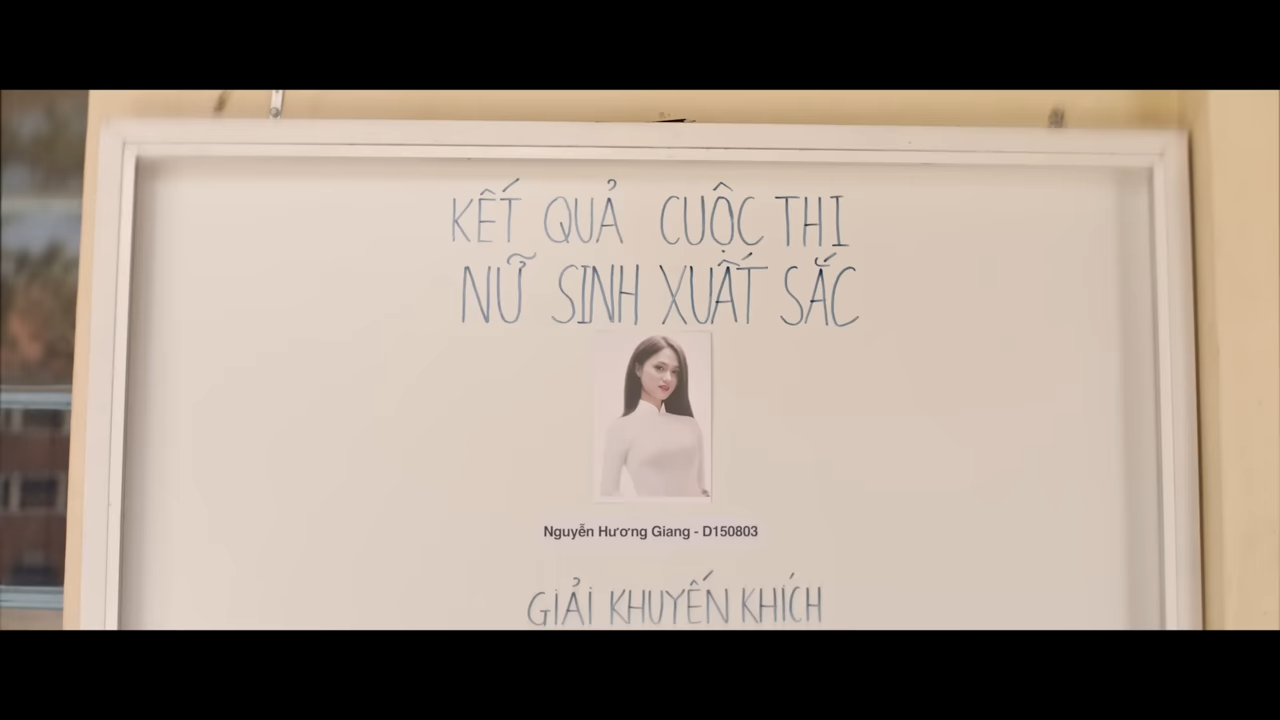 KẾT QUẢ CUỘC THI
NỮ SINH XUẤT SẮC
Nguyễn Hương Giang - D150803
GIẢI KHUYẾN KHÍCH